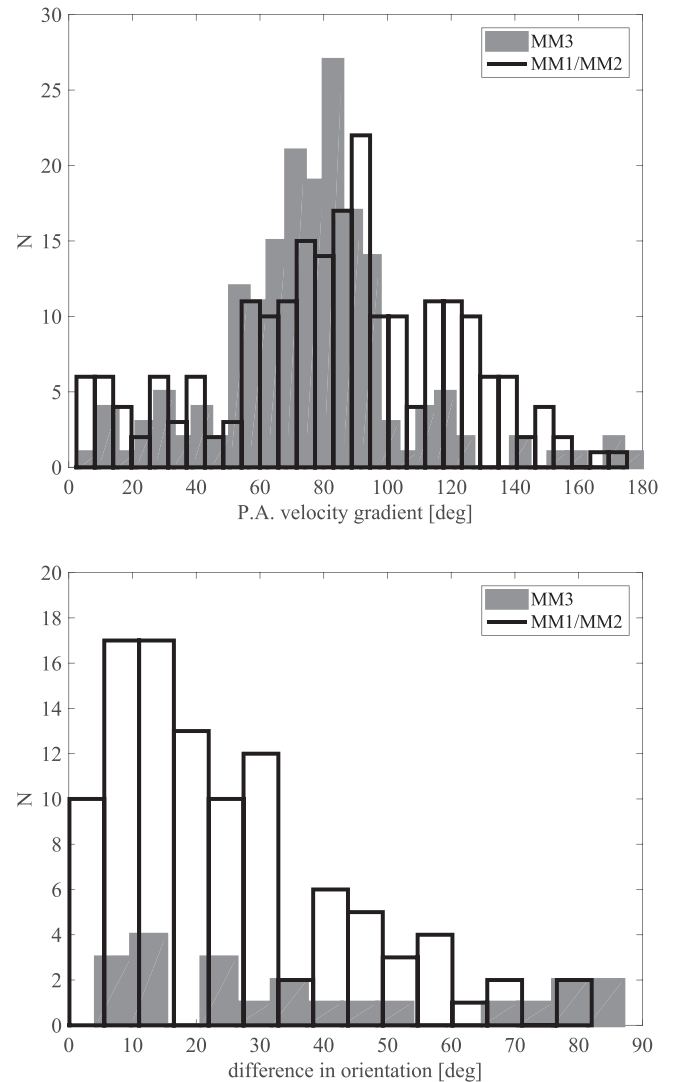 30
25
20
15
10
5
0
N
MM3
MM1/MM2
0 20 40 60 80 100 120 140 160 180
P.A. velocity gradient [deg]
20
18
16
14
12
10
8
6
4
2
0
N
MM3
MM1/MM2
0 10 20 30 40 50 60 70 80 90
difference in orientation [deg]